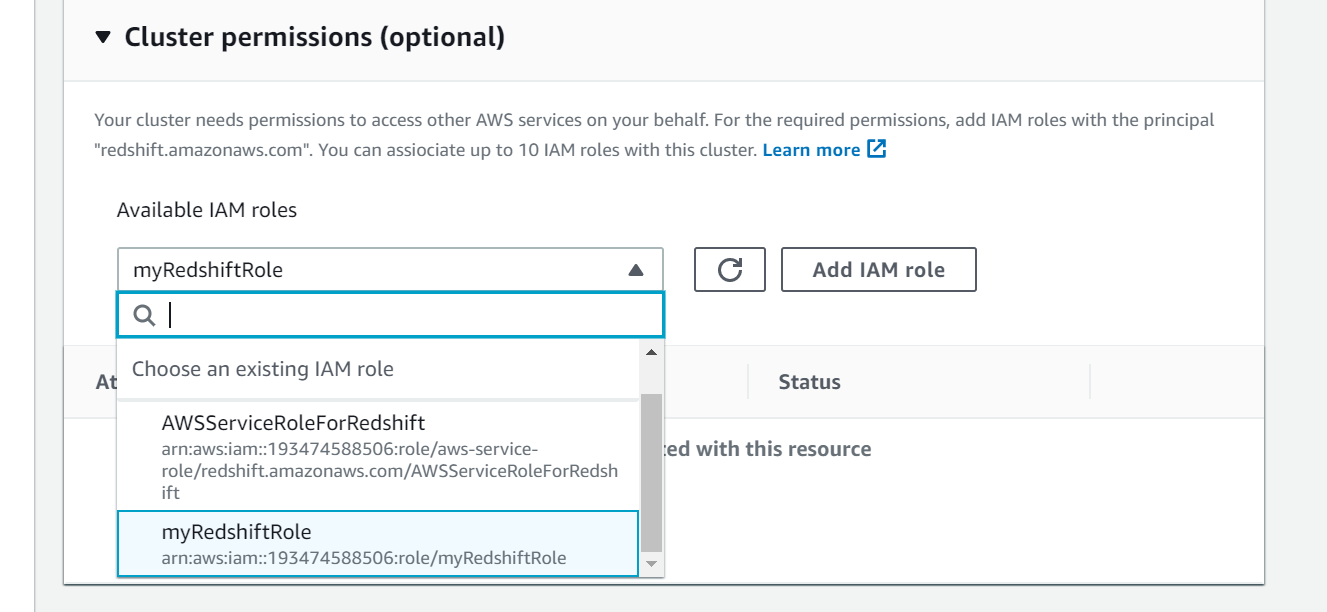 Cluster permissions (optional)
Your cluster needs permissions to access other AWS services on your behalf. For the required permissions, add IAM roles with the principal
"redshift.amazonaws.com". You can assiociate up to 10 IAM roles with this cluster. Learn more
Available IAM roles
myRedshiftRole
Add IAM role
Choose an existing IAM role
Status
AWSServiceRoleForRedshift
arn:aws:iam::193474588506:role/aws-service-
role/redshift.amazonaws.com/AWSServiceRoleForRedsh
ift
with this resource
myRedshiftRole
arn:aws:iam::193474588506:role/myRedshiftRole